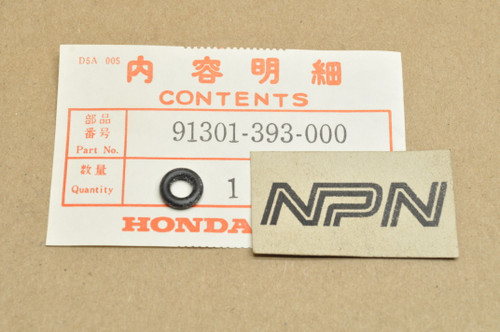 DSA 005
内容明細
CONTENTS
部品番号
Part No.
91301-393-000
数量
Quantity
1
HONDA
NPN